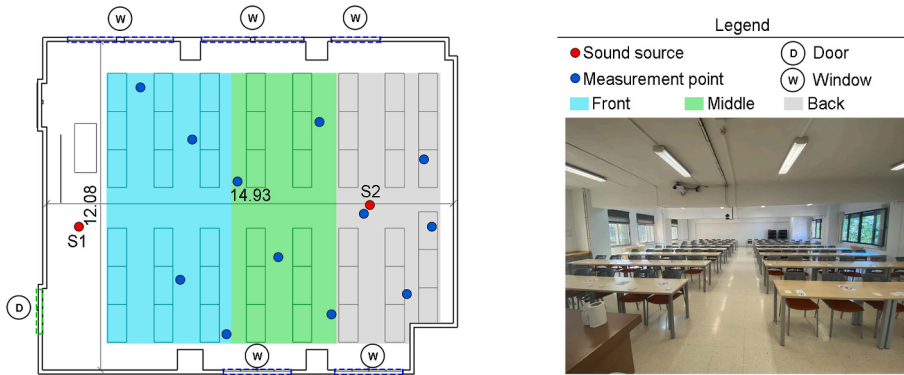 W
W
W
14.93
12.08
S1
S2
D
W
W
Legend
Sound source
D
Door
Measurement point
W
Window
Front
Middle
Back